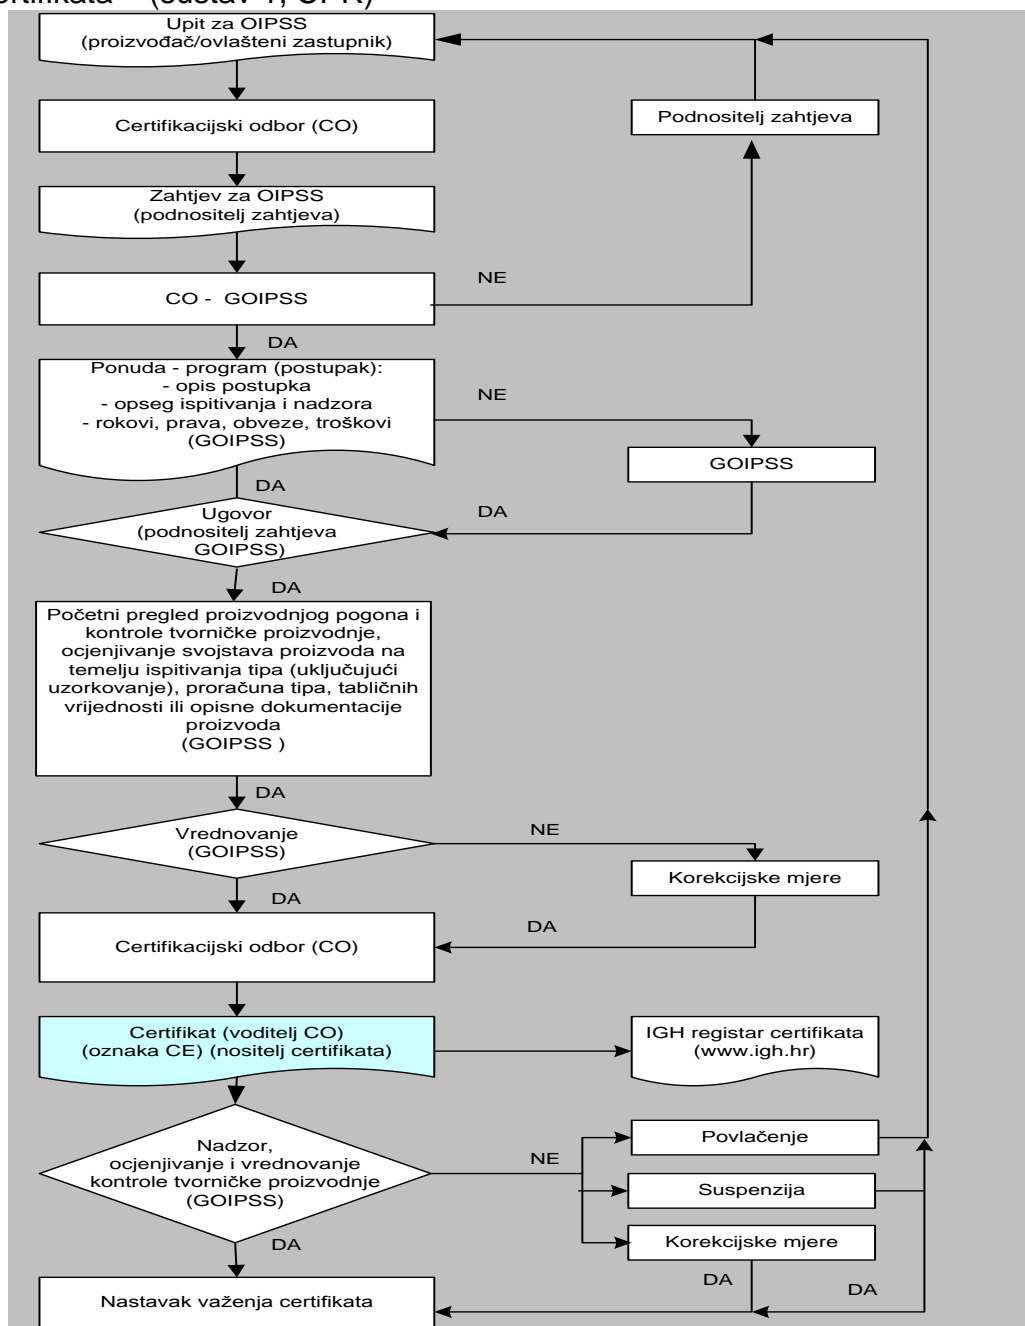 (sustav 1, CPR)
Upit za OIPSS
(proizvođač/ovlašteni zastupnik)
Certifikacijski odbor (CO)
Podnositelj zahtjeva
Zahtjev za OIPSS
(podnositelj zahtjeva)
CO - GOIPSS
NE
DA
Ponuda - program (postupak):
- opis postupka
- opseg ispitivanja i nadzora
- rokovi, prava, obveze, troškovi
(GOIPSS)
NE
GOIPSS
DA
Ugovor
(podnositelj zahtjeva
GOIPSS)
DA
DA
Početni pregled proizvodnjog pogona i
kontrole tvorničke proizvodnje,
ocjenjivanje svojstava proizvoda na
temelju ispitivanja tipa (uključujući
uzorkovanje), proračuna tipa, tabličnih
vrijednosti ili opisne dokumentacije
proizvoda
(GOIPSS )
DA
Vrednovanje
(GOIPSS)
NE
Korekcijske mjere
DA
DA
Certifikacijski odbor (CO)
Certifikat (voditelj CO)
(oznaka CE) (nositelj certifikata)
IGH registar certifikata
(www.igh.hr)
Nadzor,
ocjenjivanje i vrednovanje
kontrole tvorničke proizvodnje
(GOIPSS)
NE
Povlačenje
Suspenzija
Korekcijske mjere
DA
DA
DA
Nastavak važenja certifikata